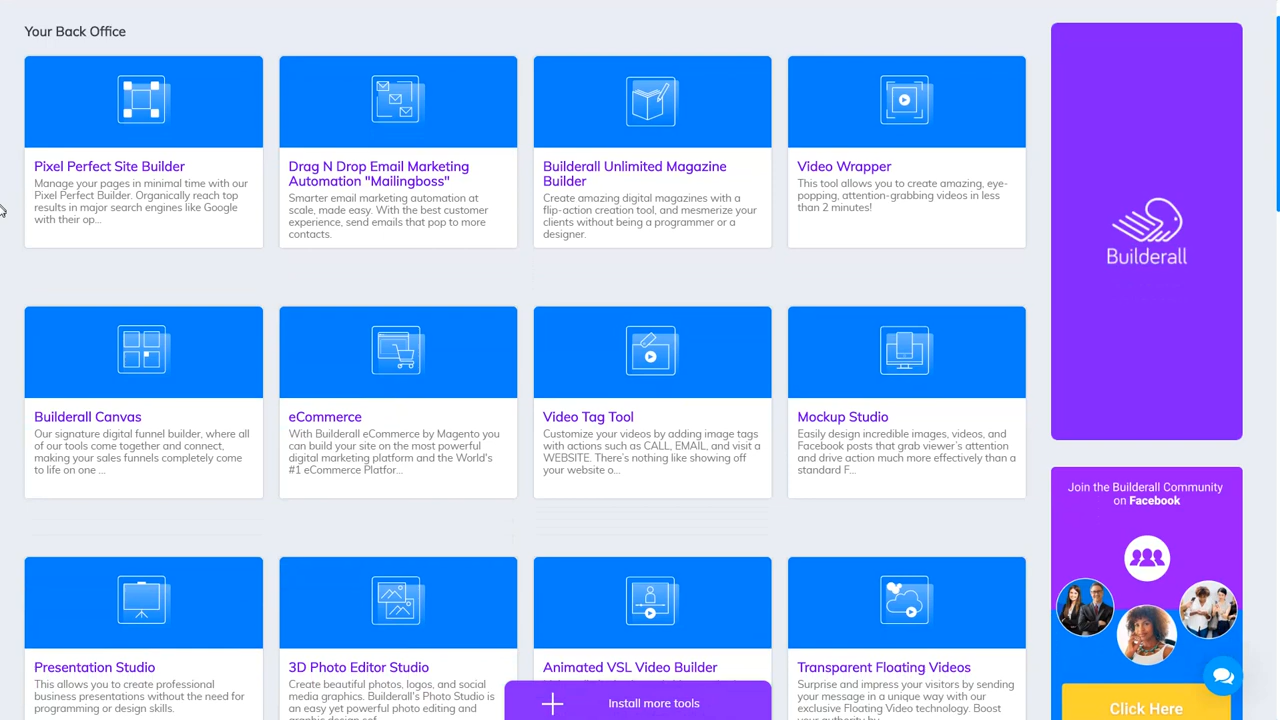 Your Back Office
Pixel Perfect Site Builder
Manage your pages in minimal time with our
Pixel Perfect Builder. Organically reach top
results in major search engines like Google
with their op...
Drag N Drop Email Marketing
Automation "Mailingboss"
Smarter email marketing automation at
scale, made easy. With the best customer
experience, send emails that pop to more
contacts.
Builderall Unlimited Magazine
Builder
Create amazing digital magazines with a
flip-action creation tool, and mesmerize your
clients without being a programmer or a
designer.
Video Wrapper
This tool allows you to create amazing, eye-
popping, attention-grabbing videos in less
than 2 minutes!
Builderall
Builderall Canvas
Our signature digital funnel builder, where all
of our tools come together and connect,
making your sales funnels completely come
to life on one ...
eCommerce
With Builderall eCommerce by Magento you
can build your site on the most powerful
digital marketing platform and the World's
#1 eCommerce Platfor...
Video Tag Tool
Customize your videos by adding image tags
with actions such as CALL, EMAIL, and visit a
WEBSITE. There's nothing like showing off
your website o...
Mockup Studio
Easily design incredible images, videos, and
Facebook posts that grab viewer's attention
and drive action much more effectively than a
standard F...
Join the Builderall Community
on Facebook
Click Here
Presentation Studio
This allows you to create professional
business presentations without the need for
programming or design skills.
3D Photo Editor Studio
Create beautiful photos, logos, and social
media graphics. Builderall's Photo Studio is
an easy yet powerful photo editing and
Animated VSL Video Builder
Transparent Floating Videos
Surprise and impress your visitors by sending
your message in a unique way with our
exclusive Floating Video technology. Boost
Install more tools